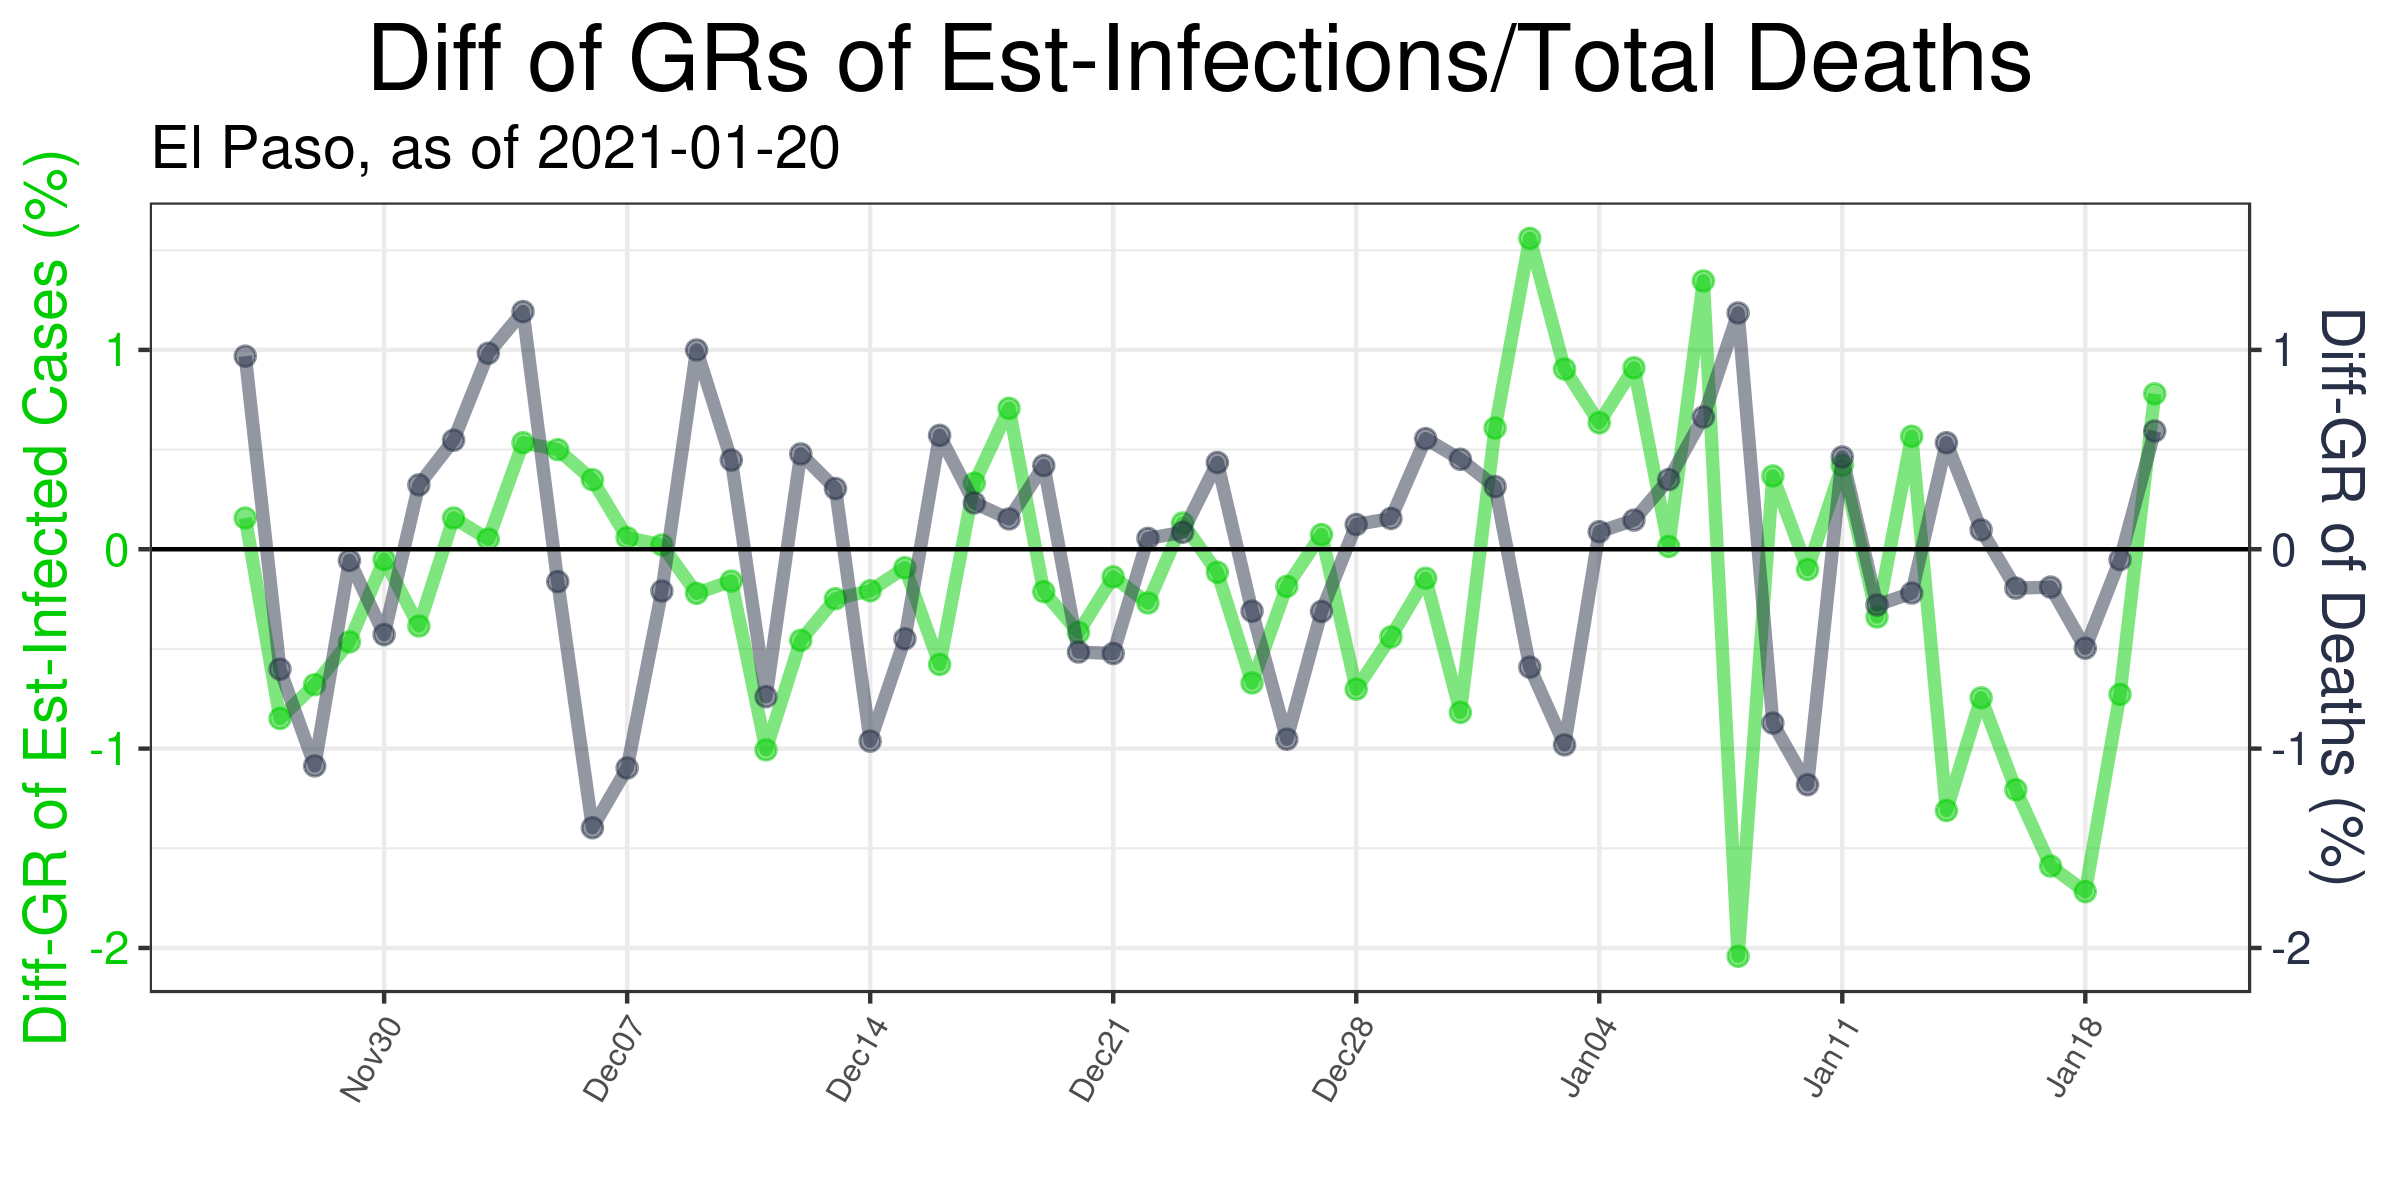 Diff of GRs of Est-Infections/Total Deaths
El Paso, as of 2021-01-20
Diff-GR of Est-Infected Cases (%)
1
0
-1
-2
1
0
-1
-2
Diff-GR of Deaths (%)
Nov30
Dec07
Dec14
Dec21
Dec28
Jan04
Jan11
Jan18